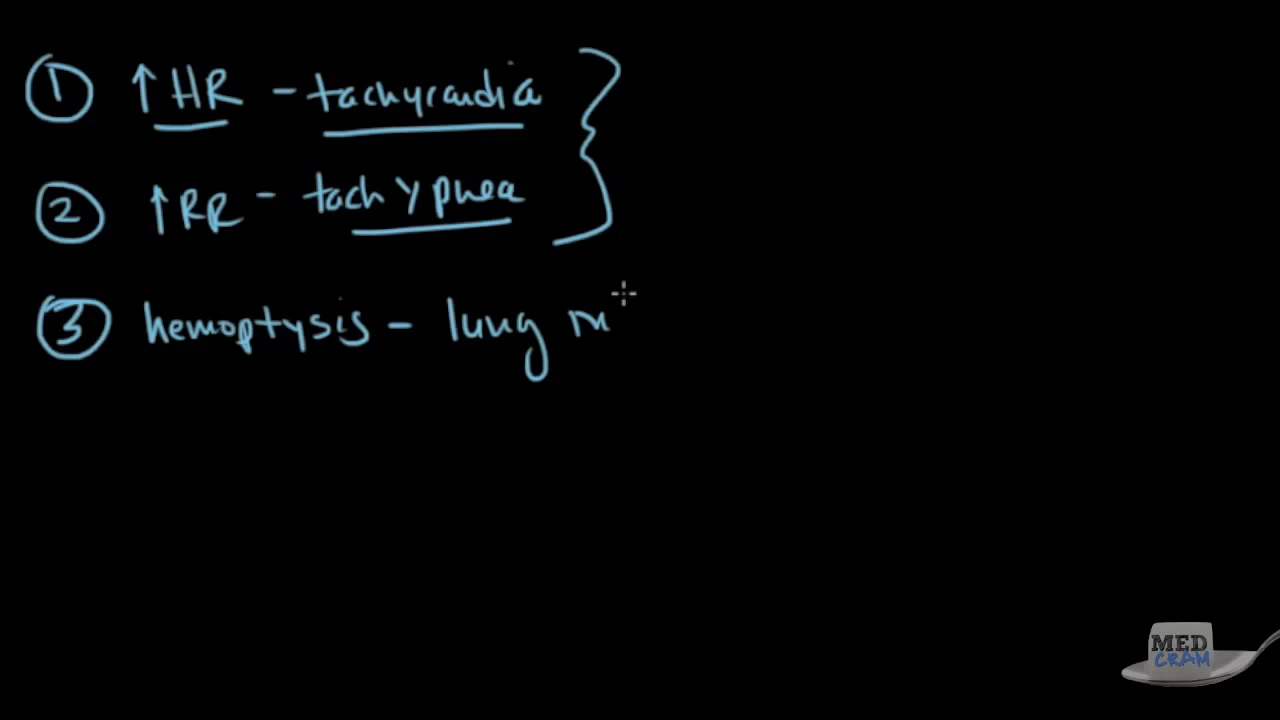 ① ↑HR - tachycardia
② ↑RR - tachypnea
③ hemoptysis - lung
MED
CRAM